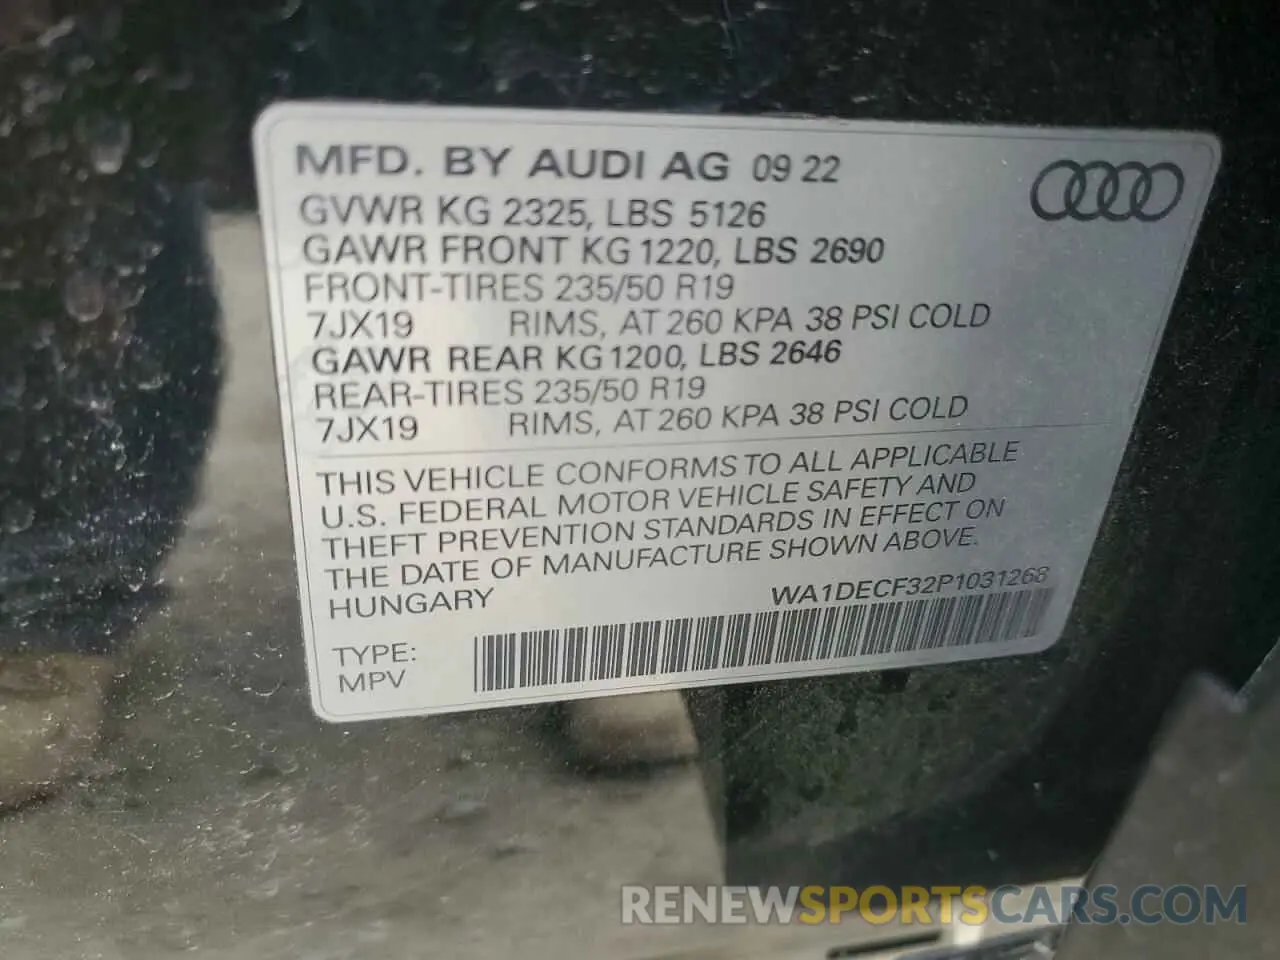 MFD. BY AUDI AG 09 22
GVWR KG 2325, LBS 5126
GAWR FRONT KG 1220, LBS 2690
FRONT-TIRES 235/50 R19
7JX19 RIMS, AT 260 KPA 38 PSI COLD
GAWR REAR KG 1200, LBS 2646
REAR-TIRES 235/50 R19
7JX19 RIMS, AT 260 KPA 38 PSI COLD
THIS VEHICLE CONFORMS TO ALL APPLICABLE
U.S. FEDERAL MOTOR VEHICLE SAFETY AND
THEFT PREVENTION STANDARDS IN EFFECT ON
THE DATE OF MANUFACTURE SHOWN ABOVE.
HUNGARY WA1DECF32P1031268
TYPE:
MPV
RENEWSPORTSCARS.COM